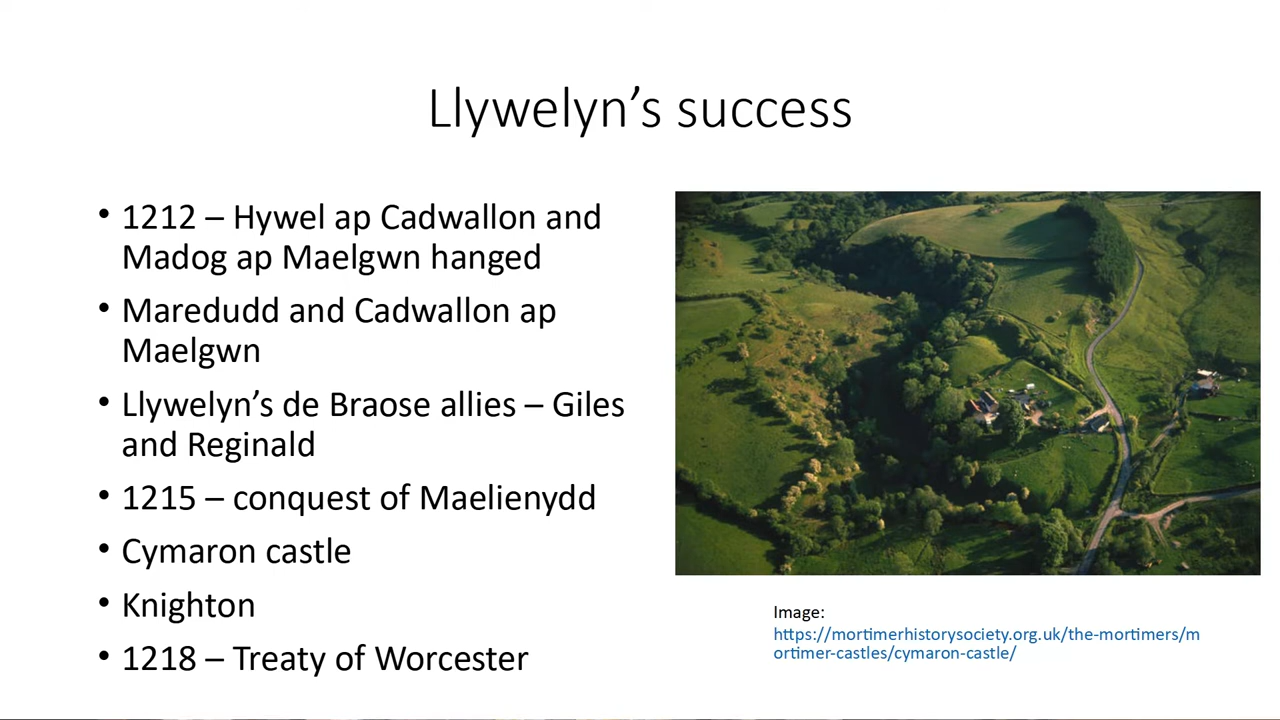 Llywelyn’s success
• 1212 – Hywel ap Cadwallon and
Madog ap Maelgwn hanged
• Maredudd and Cadwallon ap
Maelgwn
• Llywelyn’s de Braose allies – Giles
and Reginald
• 1215 – conquest of Maelienydd
• Cymaron castle
• Knighton
• 1218 – Treaty of Worcester
Image:
https://mortimerhistorysociety.org.uk/the-mortimers/m
ortimer-castles/cymaron-castle/